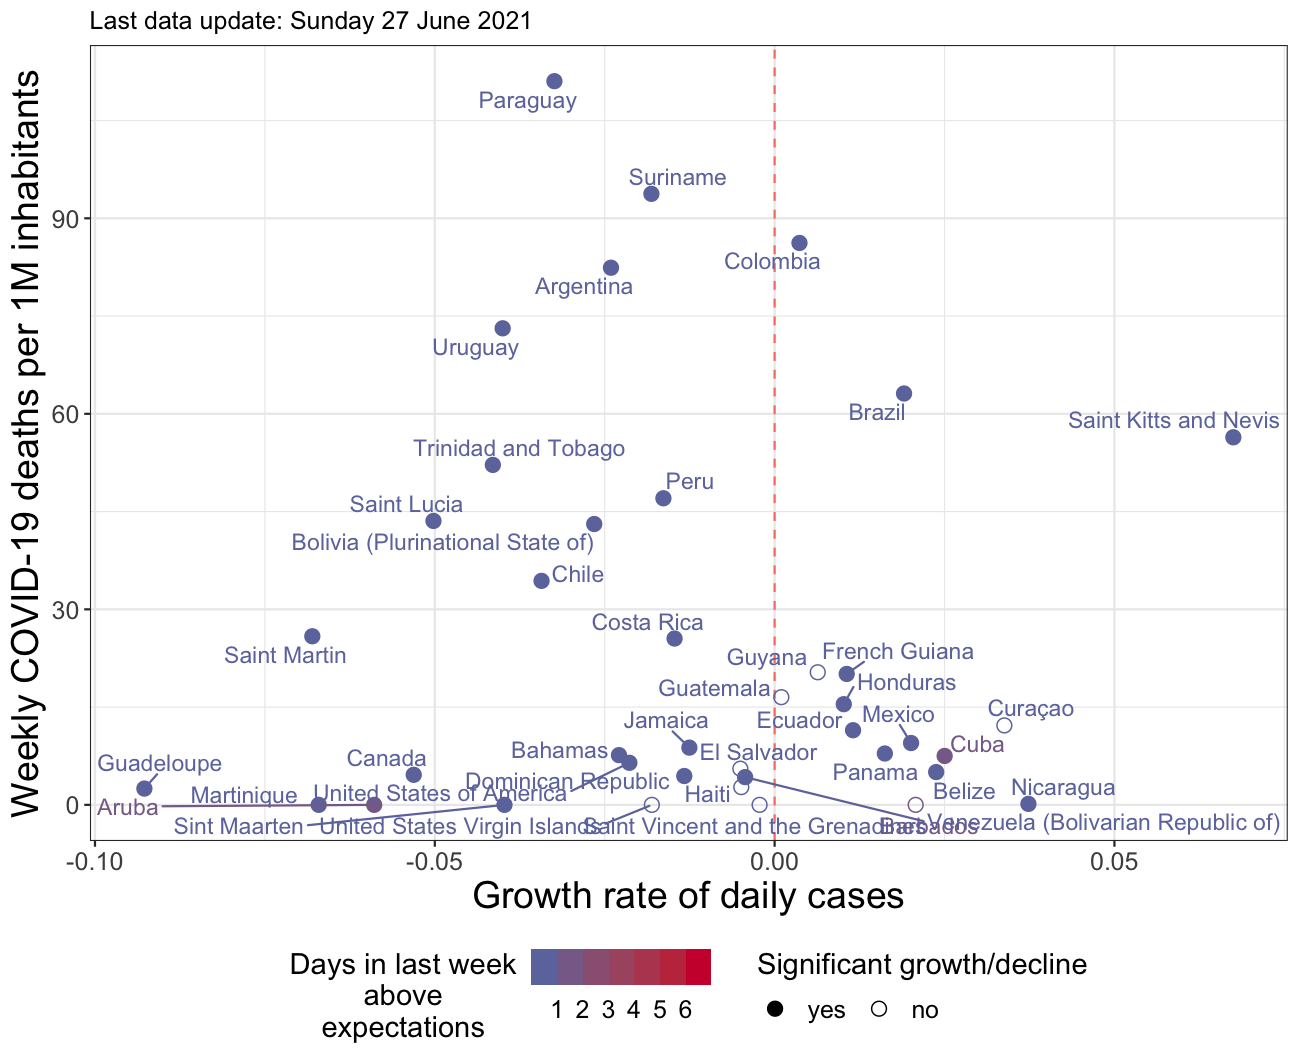 Last data update: Sunday 27 June 2021
Weekly COVID-19 deaths per 1M inhabitants
Paraguay
Suriname
90
Colombia
Argentina
Uruguay
60
Brazil
Saint Kitts and Nevis
Trinidad and Tobago
Peru
Saint Lucia
Bolivia (Plurinational State of)
Chile
30
Costa Rica
Saint Martin
Guyana
French Guiana
Guatemala
Honduras
Jamaica
Ecuador
Mexico
Curaçao
Bahamas
El Salvador
Cuba
Guadeloupe
Canada
Dominican Republic
Panama
Haiti
Belize
Nicaragua
0
Aruba
Martinique
United States of America
Sint Maarten
United States Virgin Islands
Saint Vincent and the Grenadines
Barbados
Venezuela (Bolivarian Republic of)
-0.10
-0.05
0.00
0.05
Growth rate of daily cases
Days in last week
above
expectations
1 2 3 4 5 6
Significant growth/decline
yes
no